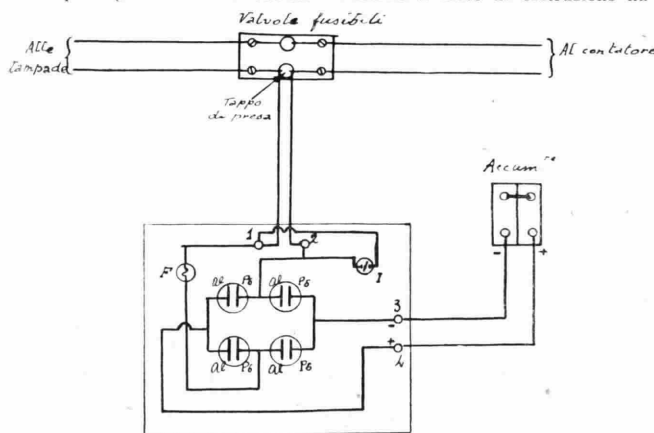 Valvole fusibili
Alle
Lampade
Al contatore
Tappo
di presa
Accum.re
- +
1 2
F
I
Al Pb Al Pb
3
-
+
4
Al Pb Al Pb